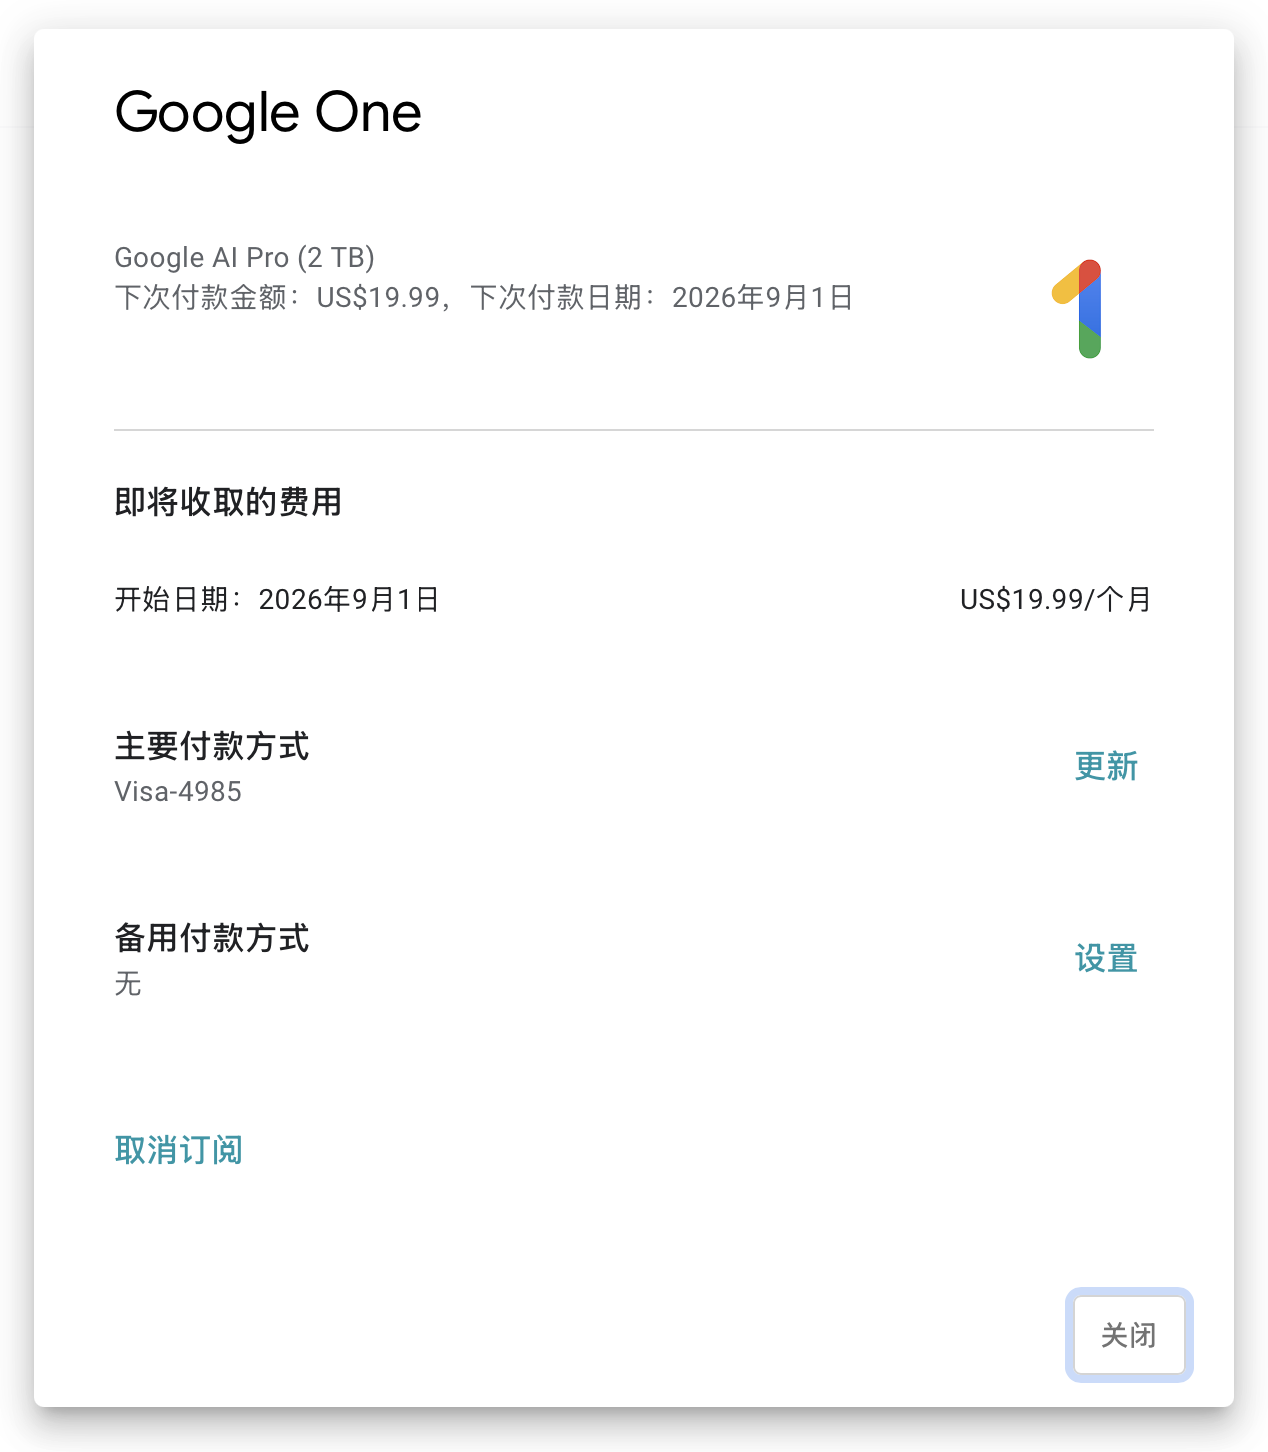 Google One
Google AI Pro (2 TB)
下次付款金额：US$19.99，下次付款日期：2026年9月1日
即将收取的费用
开始日期：2026年9月1日
US$19.99/个月
主要付款方式
Visa-4985
更新
备用付款方式
无
设置
取消订阅
关闭